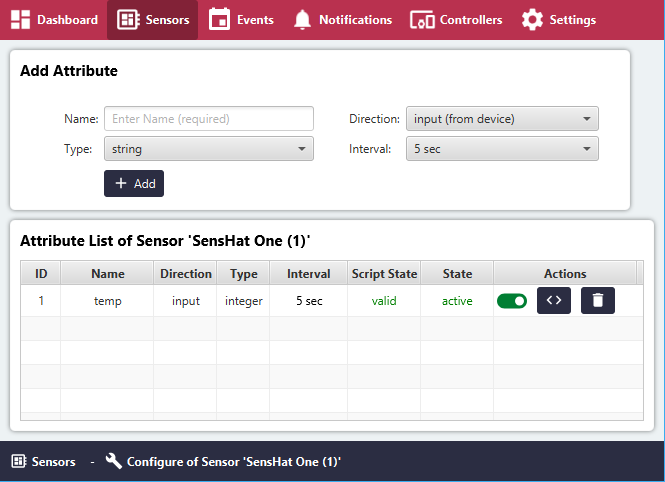 Dashboard Sensors Events Notifications Controllers Settings
Add Attribute
Name: Enter Name (required) Direction: input (from device)
Type: string Interval: 5 sec
+ Add
Attribute List of Sensor 'SensHat One (1)'
ID Name Direction Type Interval Script State State Actions
1 temp input integer 5 sec valid active <>
Sensors - Configure of Sensor 'SensHat One (1)'